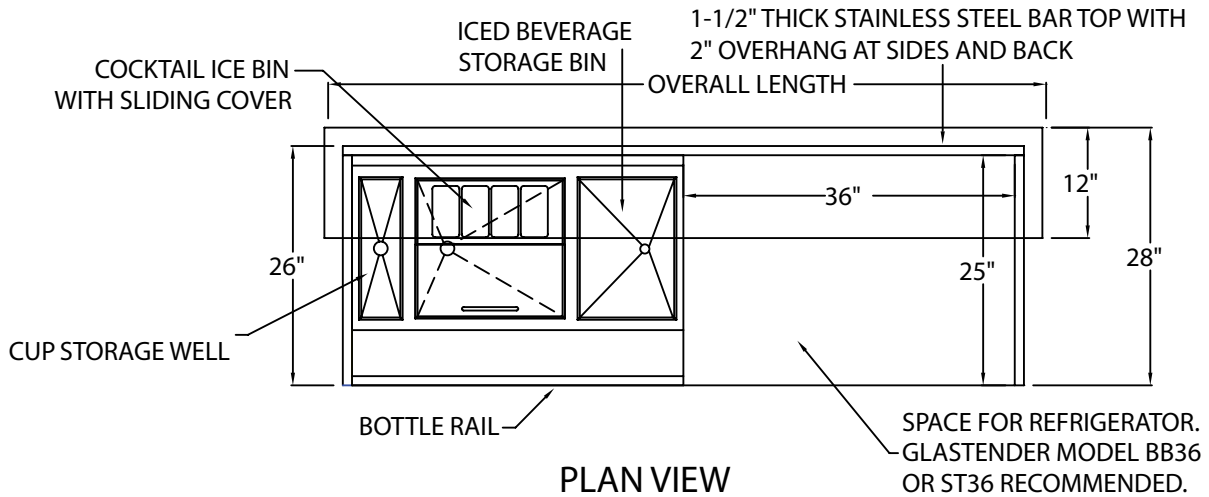 1-1/2" THICK STAINLESS STEEL BAR TOP WITH
2" OVERHANG AT SIDES AND BACK
ICED BEVERAGE
STORAGE BIN
COCKTAIL ICE BIN
WITH SLIDING COVER
OVERALL LENGTH
36"
12"
26"
25"
28"
CUP STORAGE WELL
BOTTLE RAIL
SPACE FOR REFRIGERATOR.
GLASTENDER MODEL BB36
OR ST36 RECOMMENDED.
PLAN VIEW